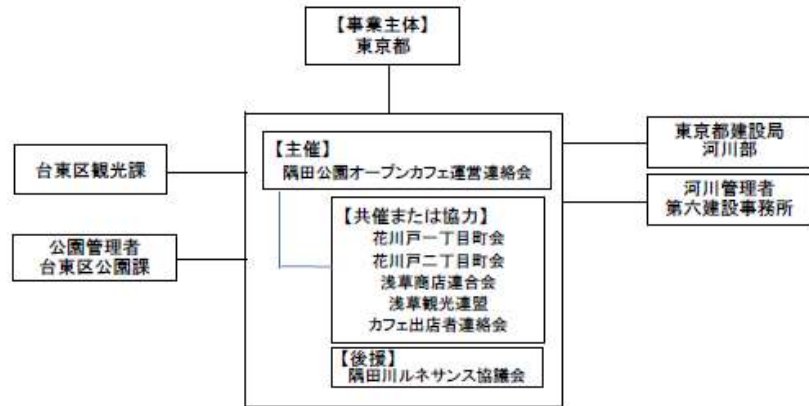 【事業主体】
東京都
台東区観光課
公園管理者
台東区公園課
【主催】
隅田公園オープンカフェ運営連絡会
【共催または協力】
花川戸一丁目町会
花川戸二丁目町会
浅草商店連合会
浅草観光連盟
カフェ出店者連絡会
【後援】
隅田川ルネサンス協議会
東京都建設局
河川部
河川管理者
第六建設事務所